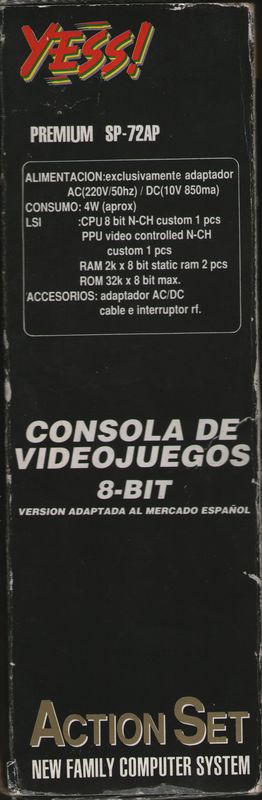 YESS!
PREMIUM SP-72AP
ALIMENTACION:exclusivamente adaptador
AC(220V/50hz) / DC(10V 850ma)
CONSUMO: 4W (aprox)
LSI :CPU 8 bit N-CH custom 1 pcs
PPU video controlled N-CH
custom 1 pcs
RAM 2k x 8 bit static ram 2 pcs
ROM 32k x 8 bit max.
ACCESORIOS: adaptador AC/DC
cable e interruptor rf.
CONSOLA DE
VIDEOJUEGOS
8-BIT
VERSION ADAPTADA AL MERCADO ESPAÑOL
ACTION SET
NEW FAMILY COMPUTER SYSTEM